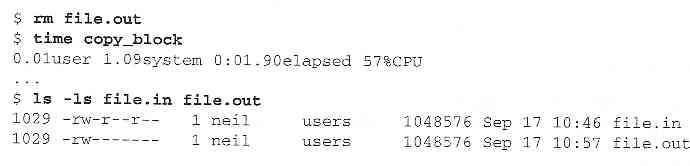 $ rm file.out
$ time copy_block
0.01user 1.09system 0:01.90elapsed 57%CPU
...
$ ls -ls file.in file.out
1029 -rw-r--r-- 1 neil users 1048576 Sep 17 10:46 file.in
1029 -rw------- 1 neil users 1048576 Sep 17 10:57 file.out